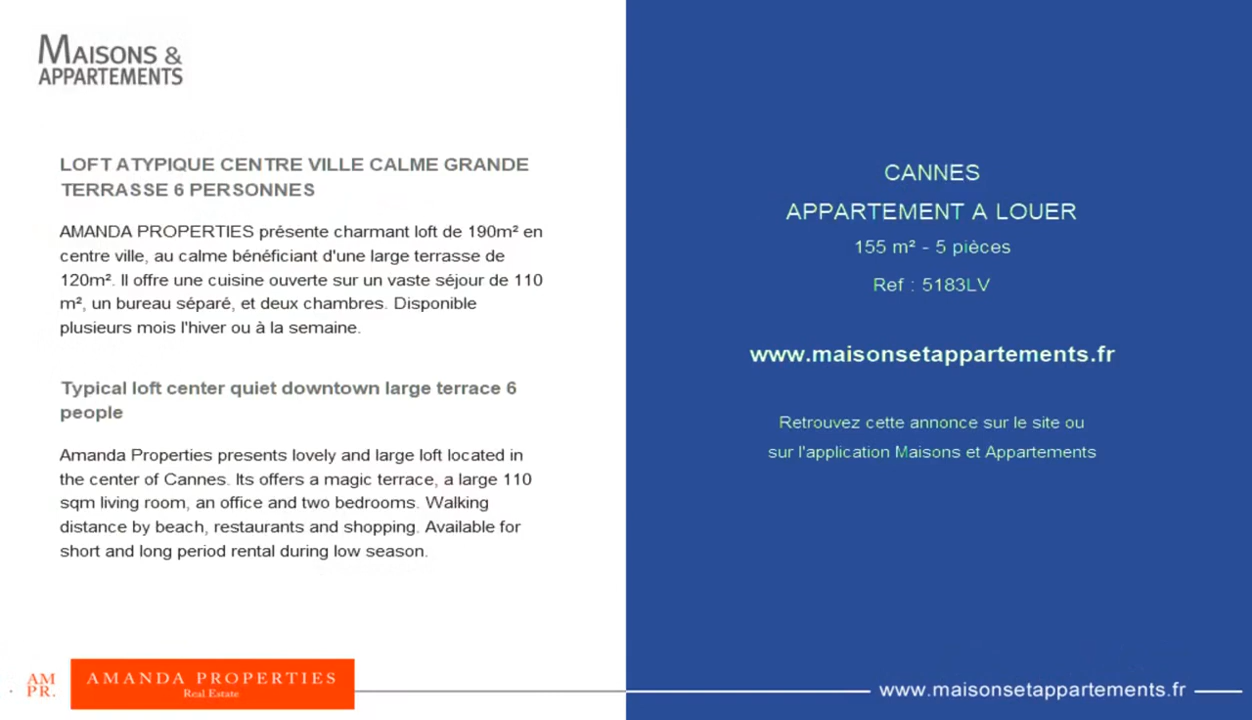 MAISONS &
APPARTEMENTS
LOFT ATYPIQUE CENTRE VILLE CALME GRANDE
TERRASSE 6 PERSONNES
AMANDA PROPERTIES présente charmant loft de 190m² en
centre ville, au calme bénéficiant d'une large terrasse de
120m². Il offre une cuisine ouverte sur un vaste séjour de 110
m², un bureau séparé, et deux chambres. Disponible
plusieurs mois l'hiver ou à la semaine.
Typical loft center quiet downtown large terrace 6
people
Amanda Properties presents lovely and large loft located in
the center of Cannes. Its offers a magic terrace, a large 110
sqm living room, an office and two bedrooms. Walking
distance by beach, restaurants and shopping. Available for
short and long period rental during low season.
AM
PR.
AMANDA PROPERTIES
Real Estate
CANNES
APPARTEMENT A LOUER
155 m² - 5 pièces
Ref : 5183LV
www.maisonsetappartements.fr
Retrouvez cette annonce sur le site ou
sur l'application Maisons et Appartements
www.maisonsetappartements.fr